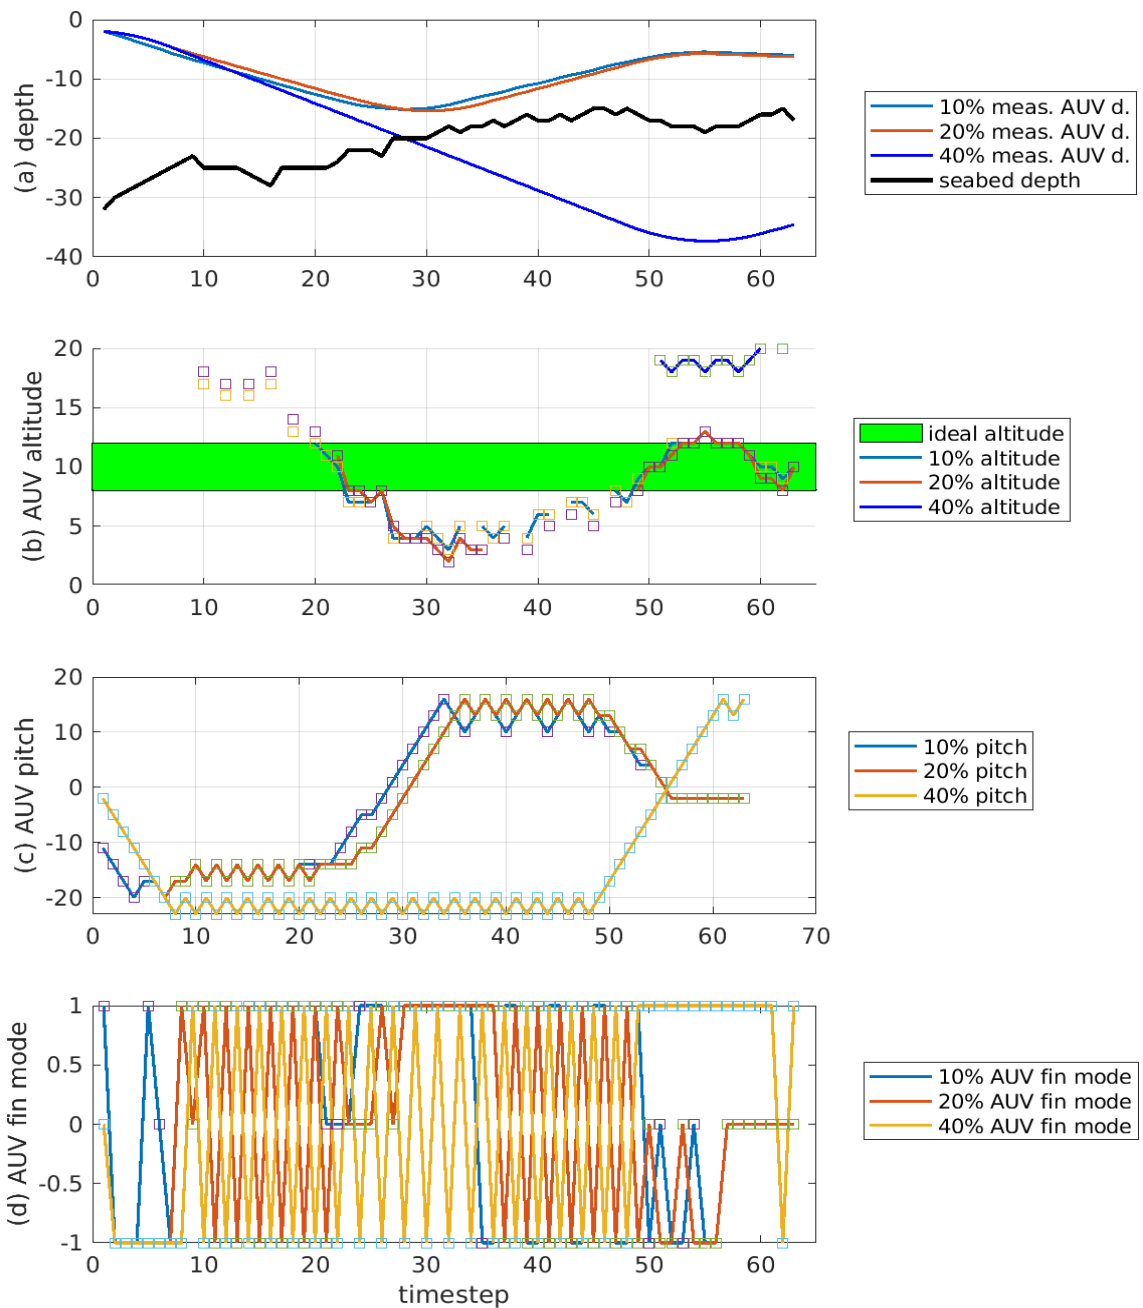 0
-10
-20
-30
-40
(a) depth
0 10 20 30 40 50 60
10% meas. AUV d.
20% meas. AUV d.
40% meas. AUV d.
seabed depth
20
15
10
5
0
(b) AUV altitude
0 10 20 30 40 50 60
ideal altitude
10% altitude
20% altitude
40% altitude
20
10
0
-10
-20
(c) AUV pitch
0 10 20 30 40 50 60 70
10% pitch
20% pitch
40% pitch
1
0.5
0
-0.5
-1
(d) AUV fin mode
0 10 20 30 40 50 60
timestep
10% AUV fin mode
20% AUV fin mode
40% AUV fin mode